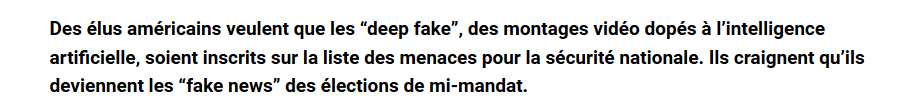 Des élus américains veulent que les “deep fake”, des montages vidéo dopés à l’intelligence
artificielle, soient inscrits sur la liste des menaces pour la sécurité nationale. Ils craignent qu’ils
deviennent les “fake news” des élections de mi-mandat.